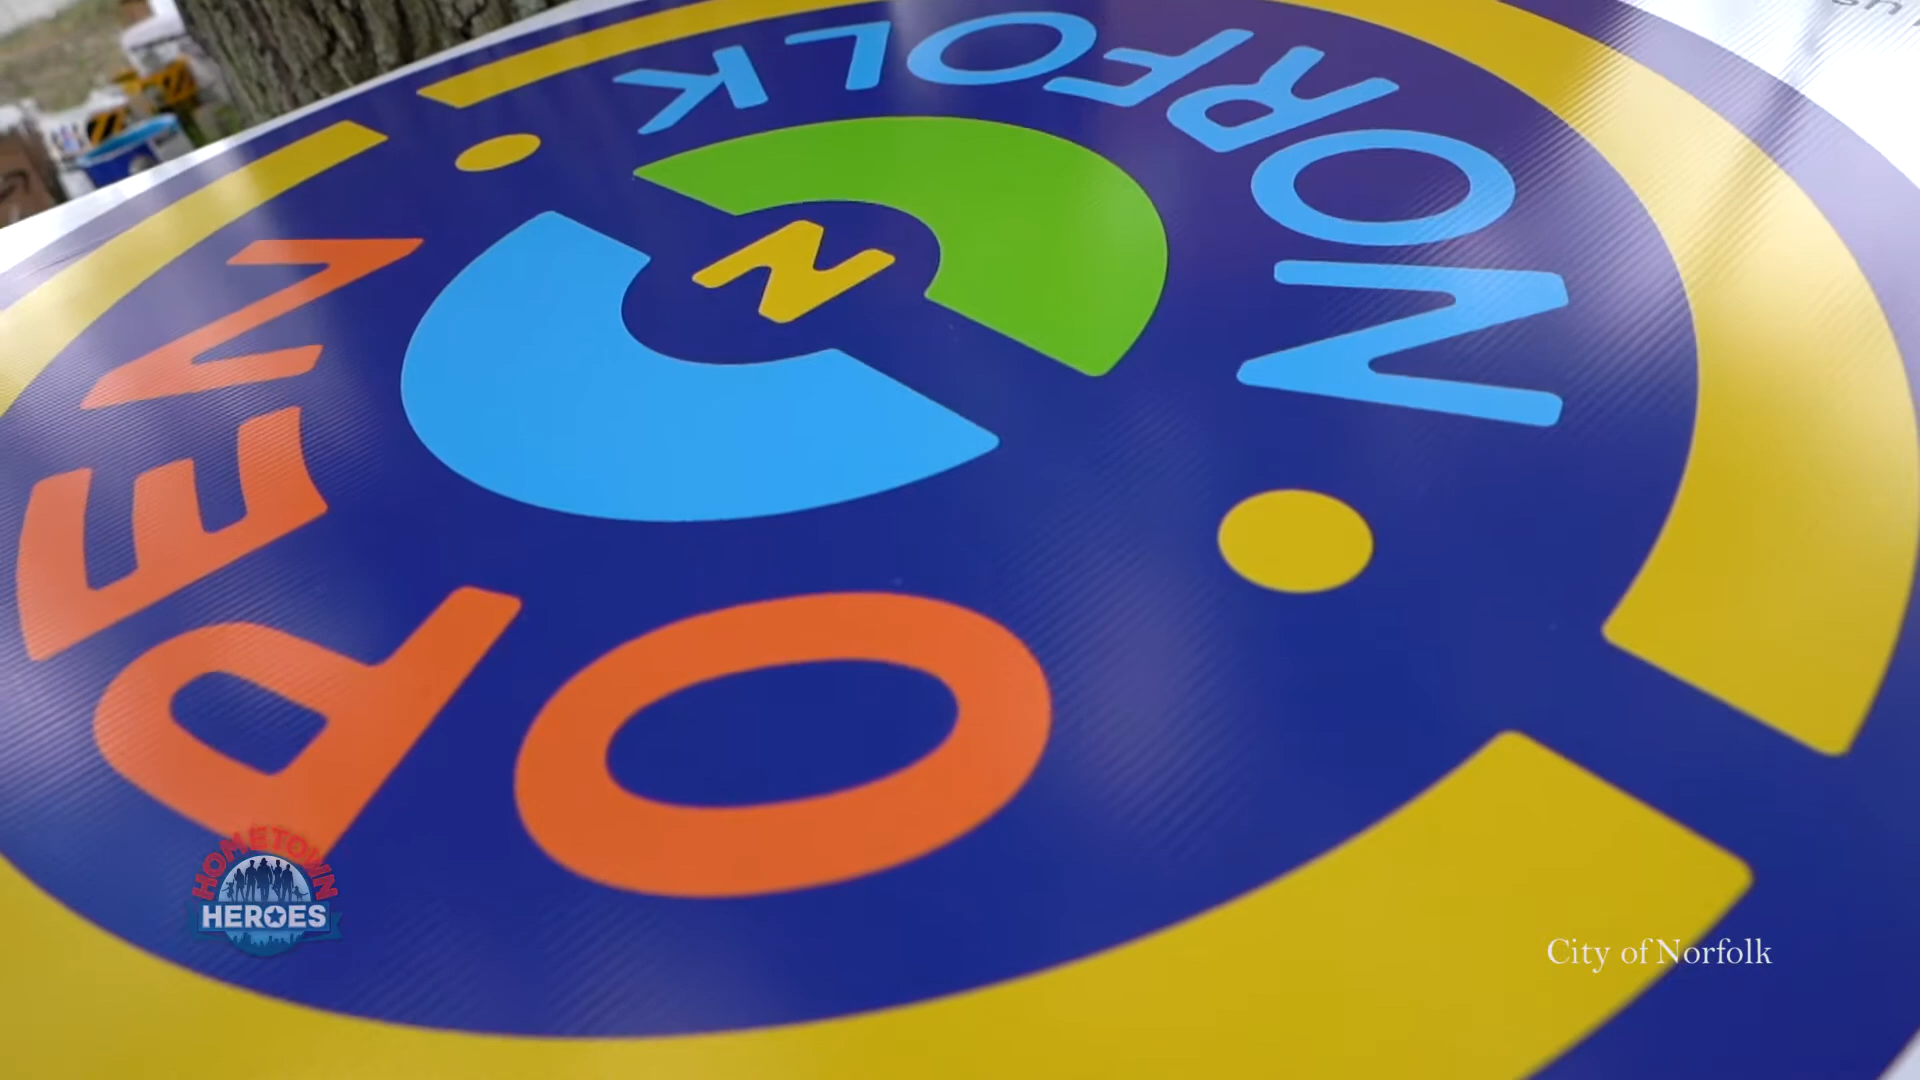 OPEN
NORFOLK
N
HOMETOWN
HEROES
City of Norfolk